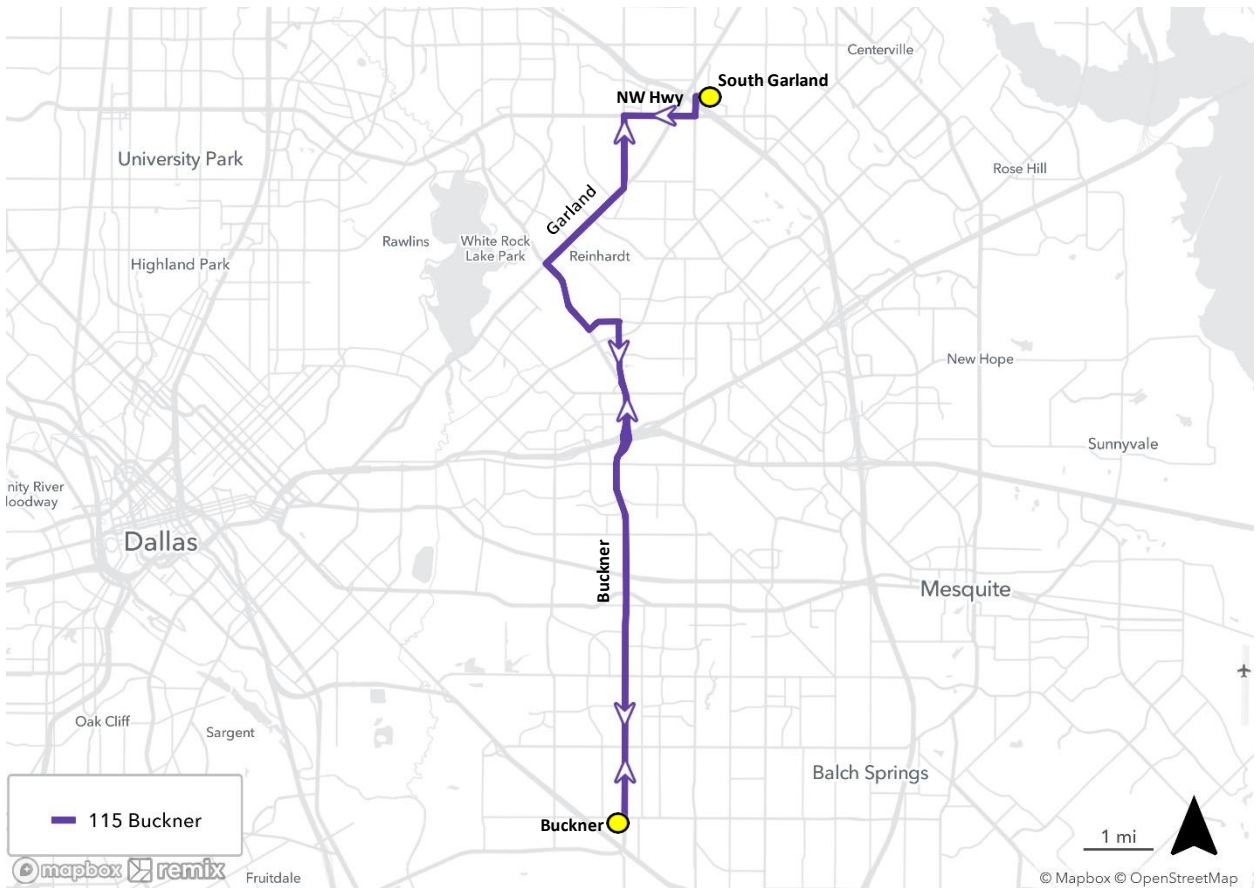 Centerville
South Garland
NW Hwy
University Park
Rose Hill
Garland
Rawlins
White Rock
Lake Park
Reinhardt
Highland Park
New Hope
Sunnyvale
nity River
loodway
Dallas
Buckner
Mesquite
Oak Cliff
Sargent
Balch Springs
115 Buckner
Buckner
1 mi
mapbox remix
Fruitdale
© Mapbox © OpenStreetMap